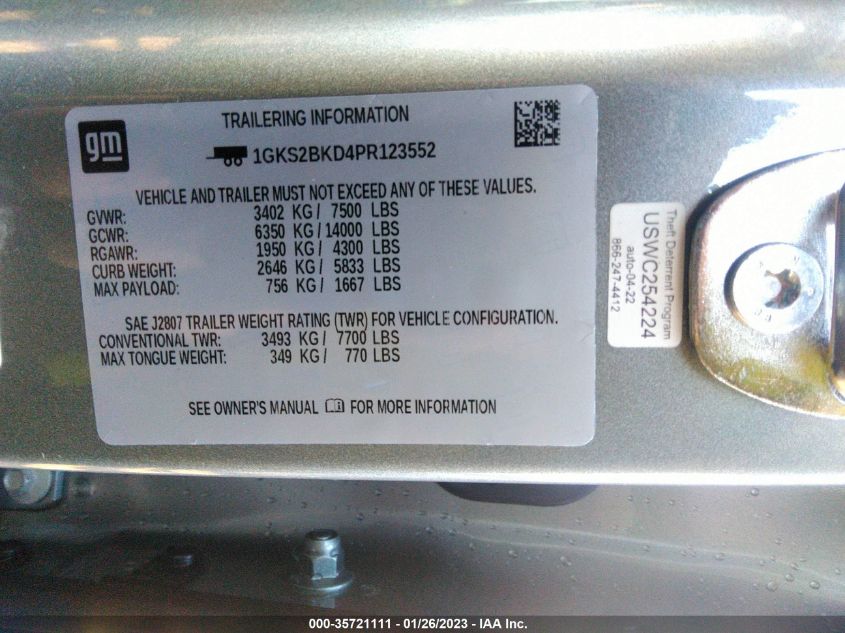 gm
TRAILERING INFORMATION
1GKS2BKD4PR123552
VEHICLE AND TRAILER MUST NOT EXCEED ANY OF THESE VALUES.
GVWR: 3402 KG / 7500 LBS
GCWR: 6350 KG / 14000 LBS
RGAWR: 1950 KG / 4300 LBS
CURB WEIGHT: 2646 KG / 5833 LBS
MAX PAYLOAD: 756 KG / 1667 LBS
SAE J2807 TRAILER WEIGHT RATING (TWR) FOR VEHICLE CONFIGURATION.
CONVENTIONAL TWR: 3493 KG / 7700 LBS
MAX TONGUE WEIGHT: 349 KG / 770 LBS
SEE OWNER'S MANUAL FOR MORE INFORMATION
Theft Deterrent Program
USWC254224
auto-04-22
866-247-4412
000-35721111 - 01/26/2023 - IAA Inc.